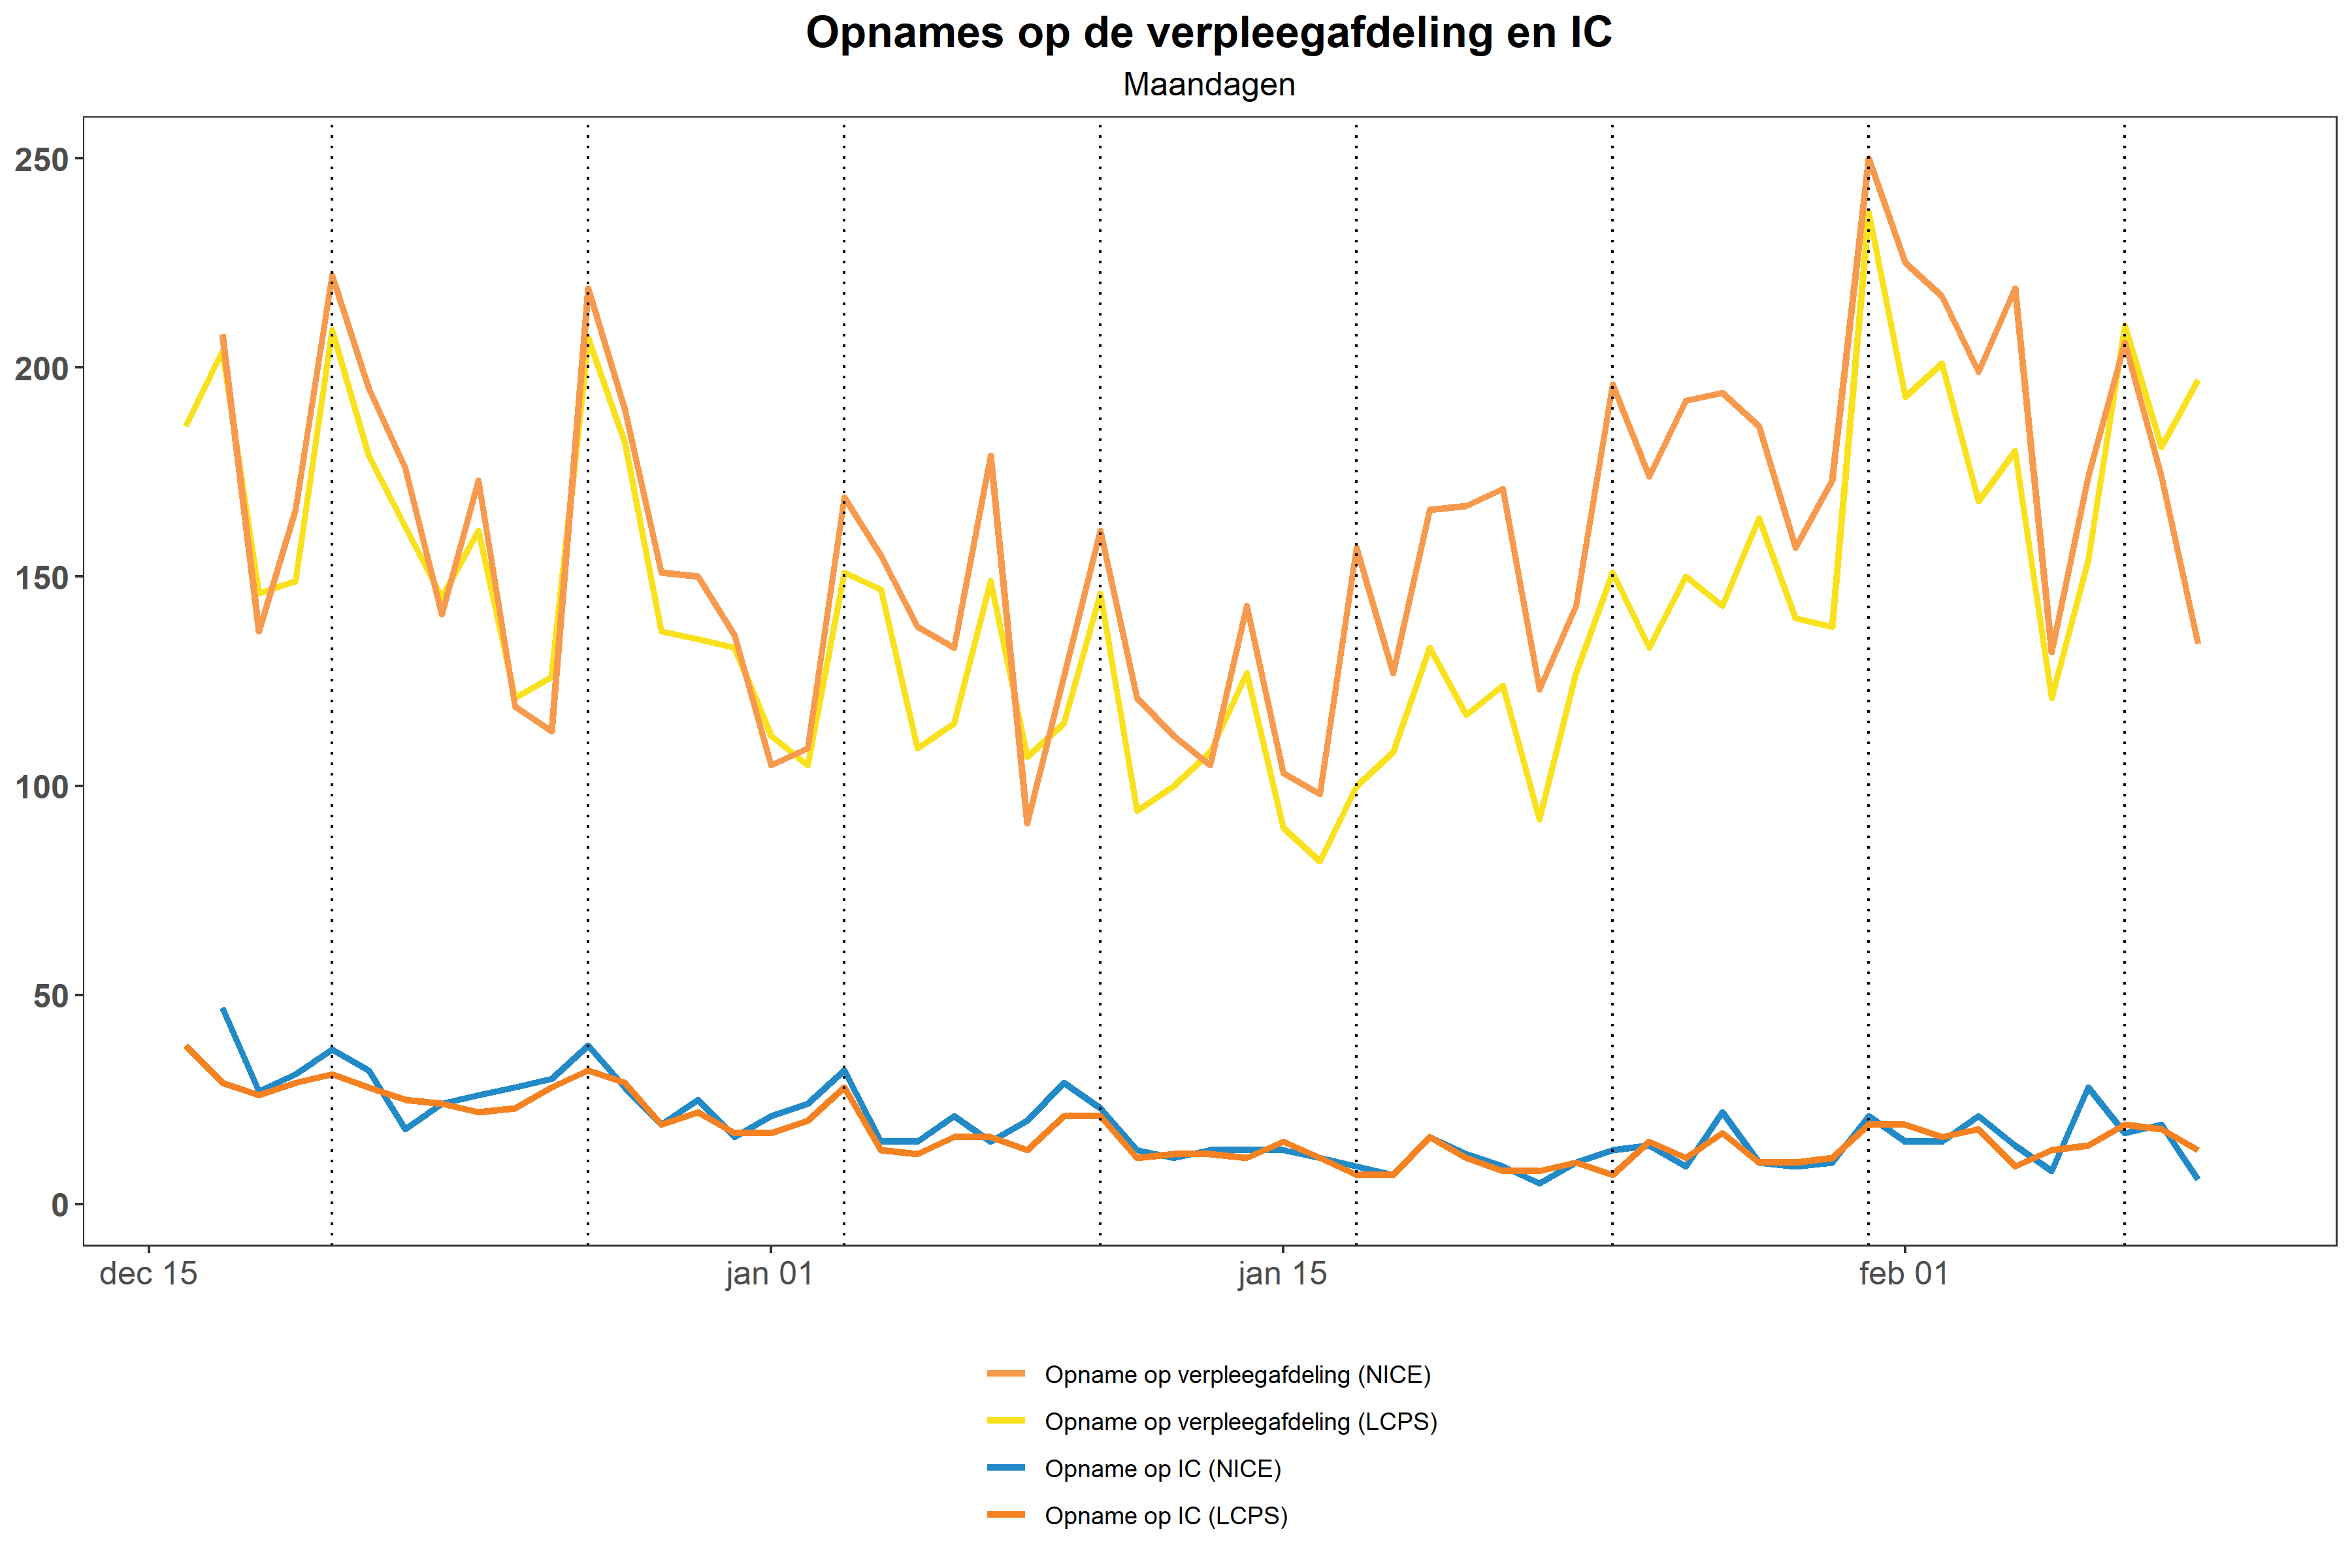 Opnames op de verpleegafdeling en IC
Maandagen
250
200
150
100
50
0
dec 15
jan 01
jan 15
feb 01
Opname op verpleegafdeling (NICE)
Opname op verpleegafdeling (LCPS)
Opname op IC (NICE)
Opname op IC (LCPS)